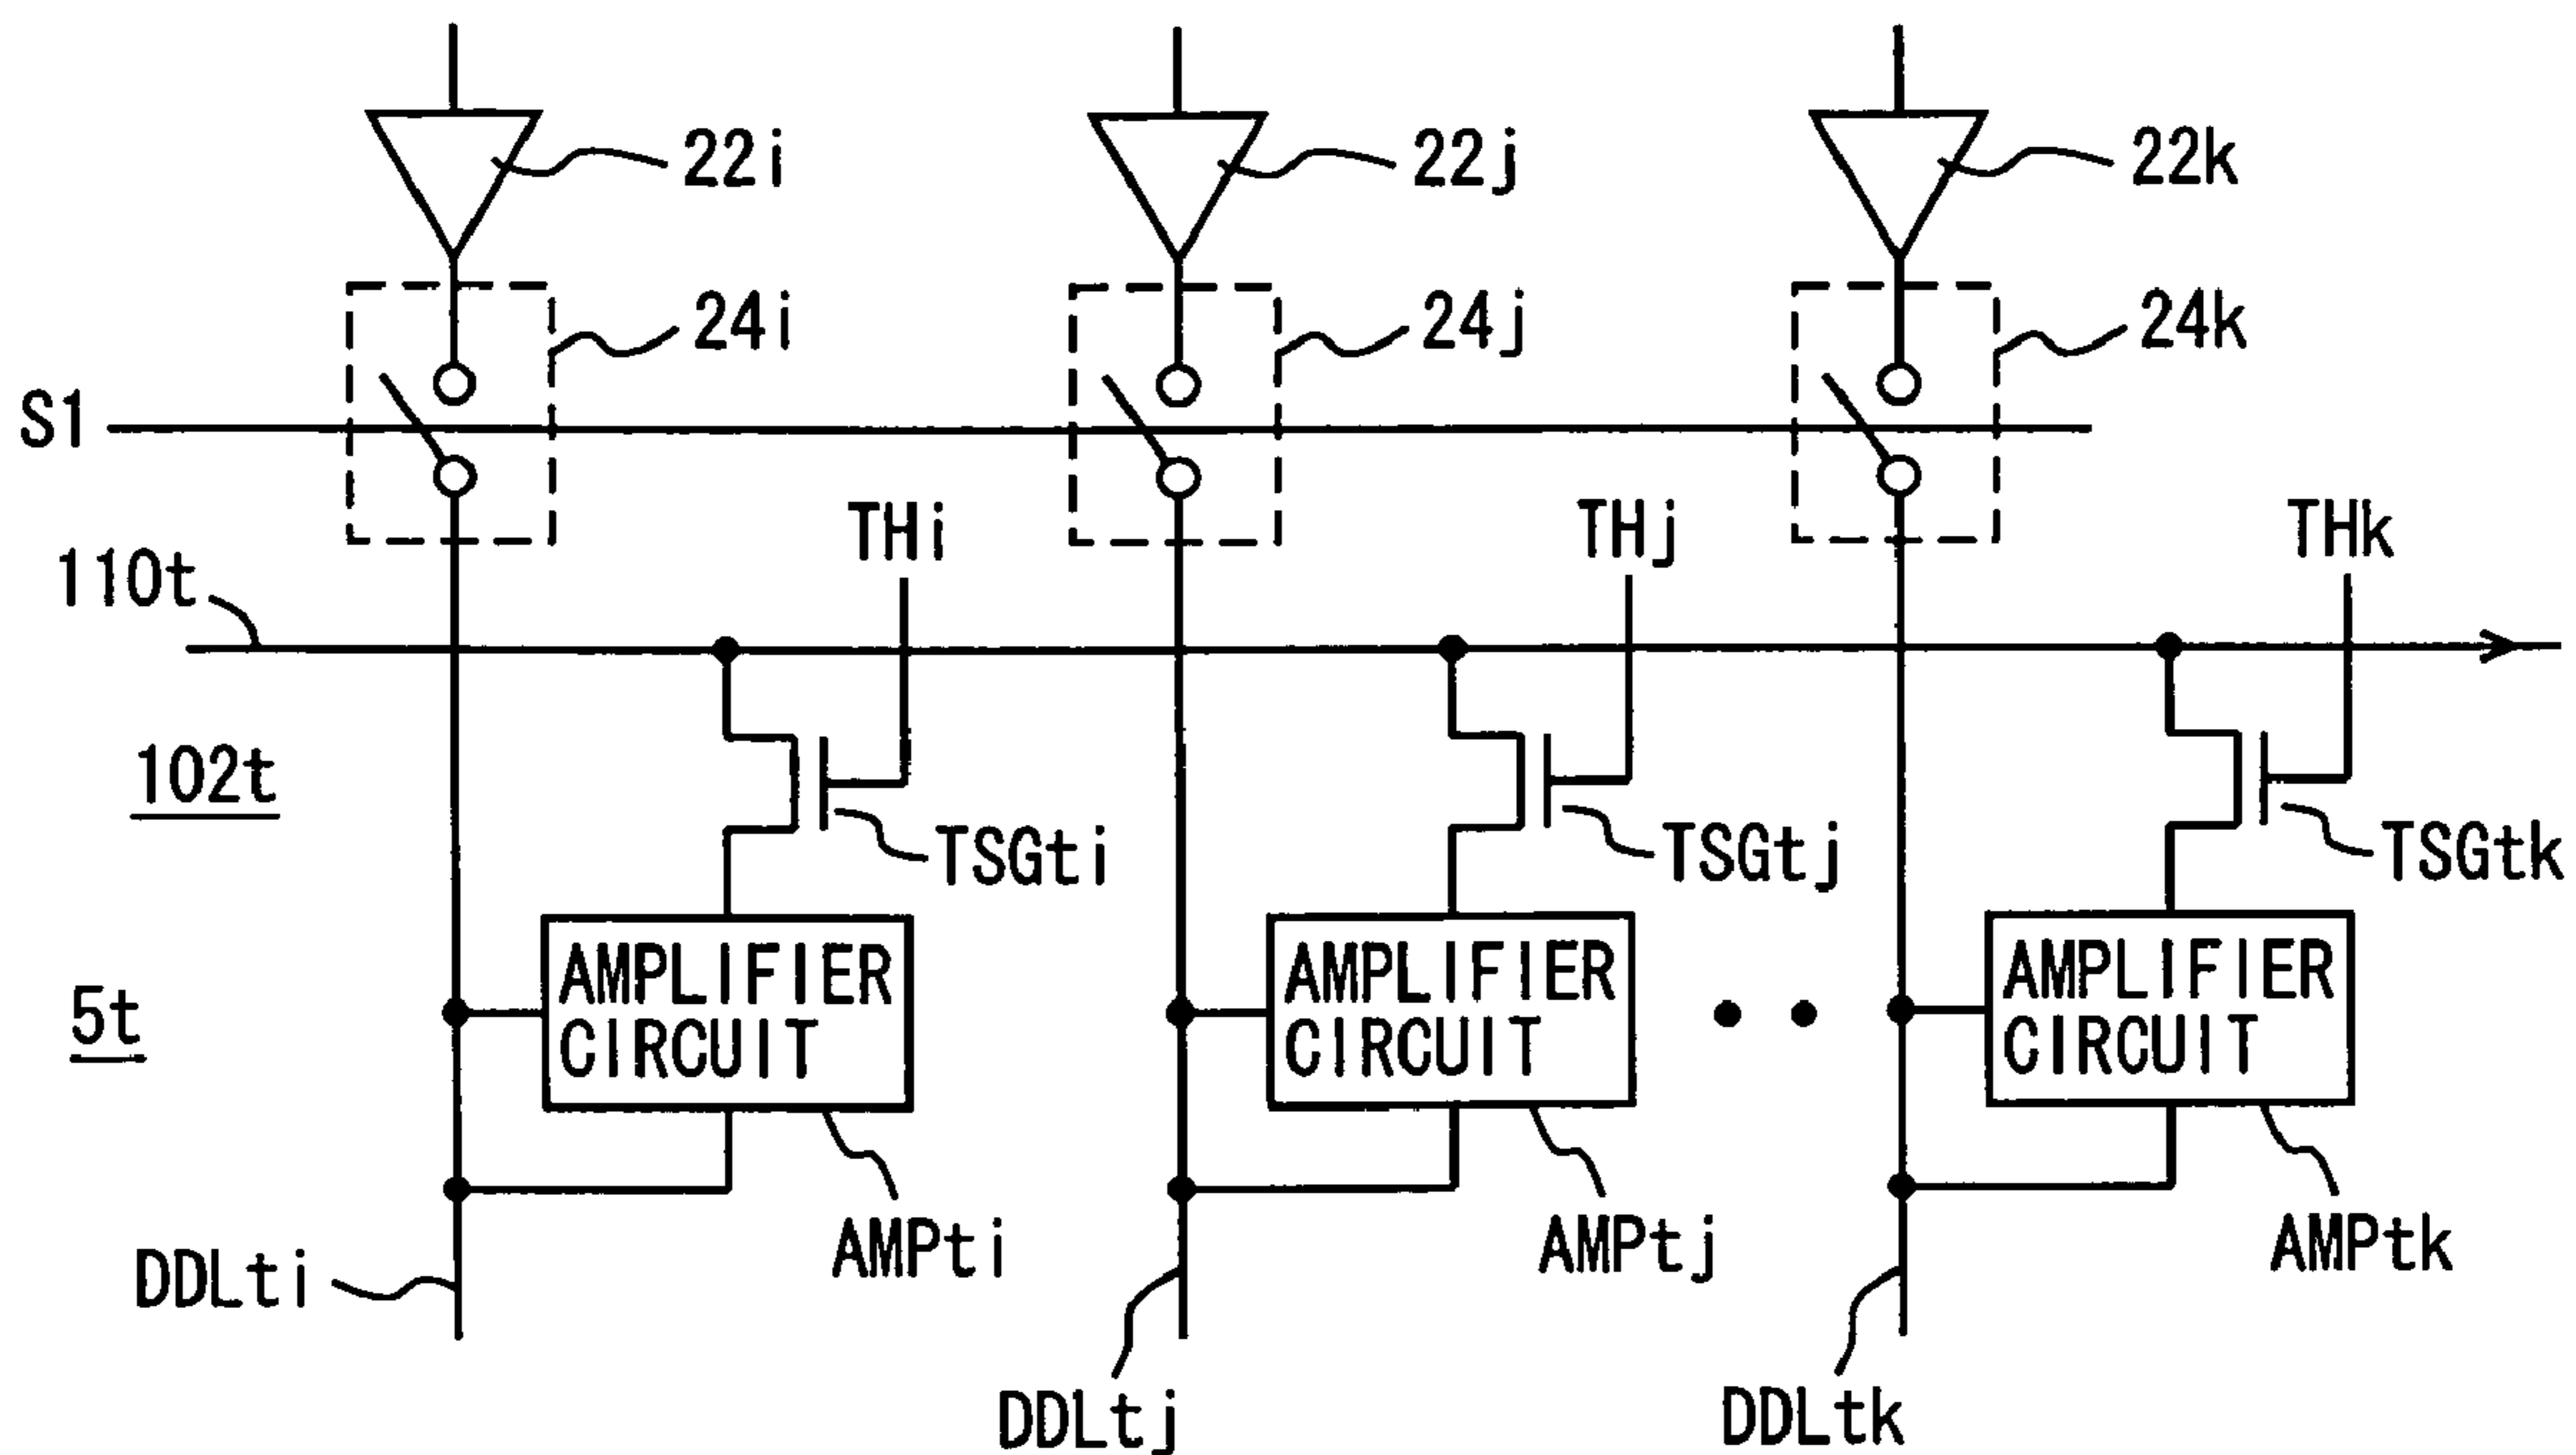 22i
22j
22k
24i
24j
24k
S1
THi
THj
THk
110t
102t
TSGti
TSGtj
TSGtk
AMPLIFIER
CIRCUIT
AMPLIFIER
CIRCUIT
AMPLIFIER
CIRCUIT
5t
AMPti
AMPtj
AMPtk
DDLti
DDLtj
DDLtk